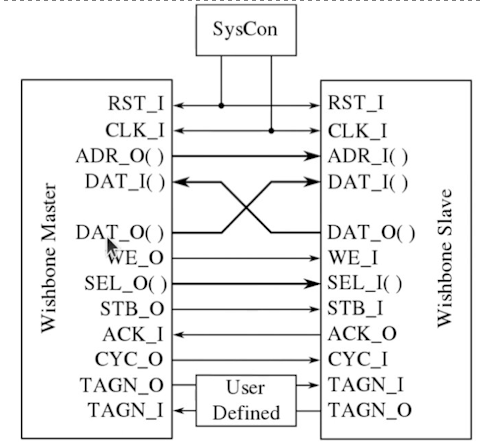 SysCon
RST_I RST_I
CLK_I CLK_I
ADR_O( ) ADR_I( )
DAT_I( ) DAT_I( )
DAT_O( ) DAT_O( )
WE_O WE_I
SEL_O( ) SEL_I( )
STB_O STB_I
ACK_I ACK_O
CYC_O CYC_I
TAGN_O User TAGN_I
TAGN_I Defined TAGN_O
Wishbone Master
Wishbone Slave